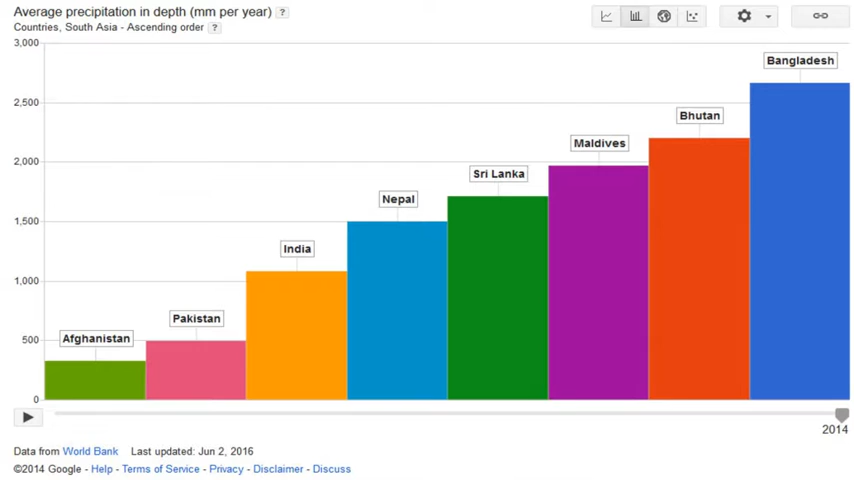 Average precipitation in depth (mm per year) ?
Countries, South Asia - Ascending order ?
3,000
Bangladesh
2,500
Bhutan
Maldives
2,000
Sri Lanka
Nepal
1,500
India
1,000
Pakistan
500
Afghanistan
0
2014
Data from World Bank Last updated: Jun 2, 2016
©2014 Google - Help - Terms of Service - Privacy - Disclaimer - Discuss